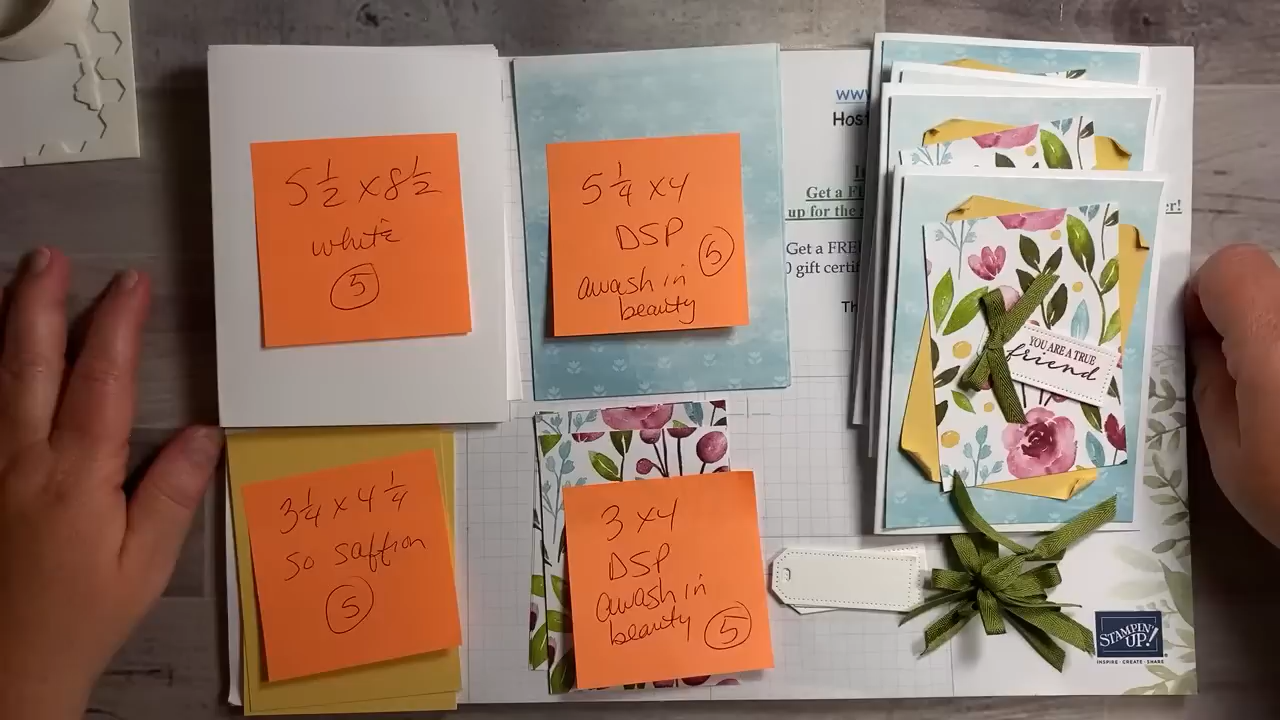 5 1/2 x 8 1/2
white
5
5 1/4 x 4
DSP
5
awash in
beauty
www
Host
Get a F
up for the s
er!
Get a FREE
0 gift certif
Th
YOU ARE A TRUE
friend
3 1/4 x 4 1/4
So saffron
5
3 x 4
DSP
awash in
beauty
5
STAMPIN' UP!
INSPIRE · CREATE · SHARE